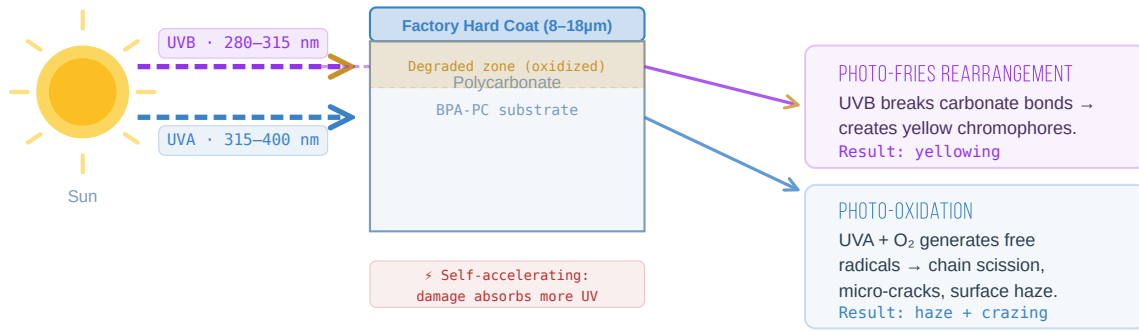 Factory Hard Coat (8–18µm)
UVB · 280–315 nm
Degraded zone (oxidized)
Polycarbonate
BPA-PC substrate
UVA · 315–400 nm
Sun
⚡ Self-accelerating:
damage absorbs more UV
PHOTO-FRIES REARRANGEMENT
UVB breaks carbonate bonds →
creates yellow chromophores.
Result: yellowing
PHOTO-OXIDATION
UVA + O₂ generates free
radicals → chain scission,
micro-cracks, surface haze.
Result: haze + crazing